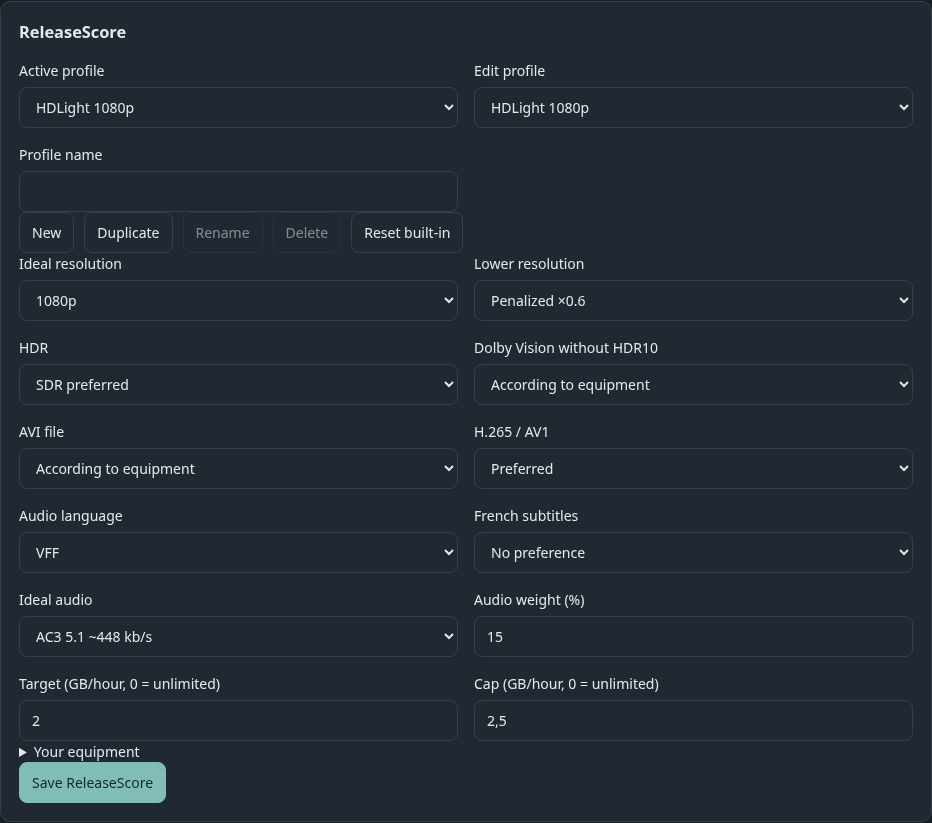 ReleaseScore
Active profile
Edit profile
HDLight 1080p
HDLight 1080p
Profile name
New
Duplicate
Rename
Delete
Reset built-in
Ideal resolution
Lower resolution
1080p
Penalized ×0.6
HDR
Dolby Vision without HDR10
SDR preferred
According to equipment
AVI file
H.265 / AV1
According to equipment
Preferred
Audio language
French subtitles
VFF
No preference
Ideal audio
Audio weight (%)
AC3 5.1 ~448 kb/s
15
Target (GB/hour, 0 = unlimited)
Cap (GB/hour, 0 = unlimited)
2
2,5
Your equipment
Save ReleaseScore